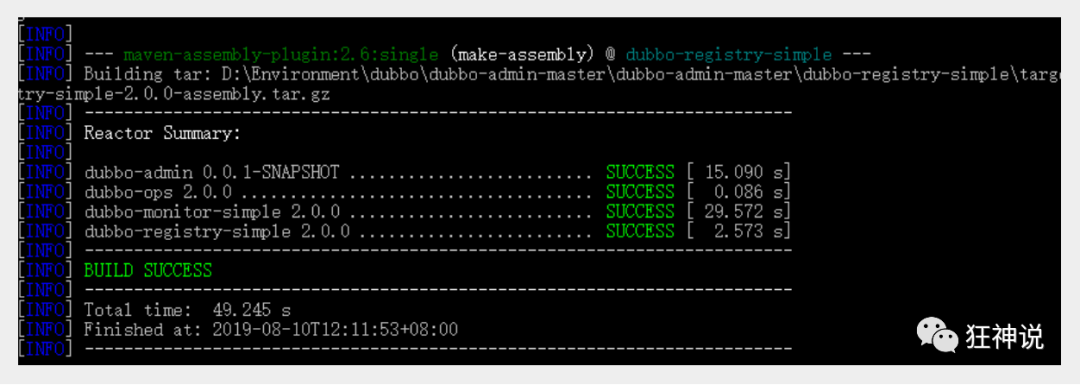 [INFO]
[INFO] --- maven-assembly-plugin:2.6:single (make-assembly) @ dubbo-registry-simple ---
[INFO] Building tar: D:\Environment\dubbo\dubbo-admin-master\dubbo-admin-master\dubbo-registry-simple\targe
try-simple-2.0.0-assembly.tar.gz
[INFO] ------------------------------------------------------------------------
[INFO] Reactor Summary:
[INFO]
[INFO] dubbo-admin 0.0.1-SNAPSHOT ......................... SUCCESS [ 15.090 s]
[INFO] dubbo-ops 2.0.0 .................................... SUCCESS [  0.086 s]
[INFO] dubbo-monitor-simple 2.0.0 ......................... SUCCESS [ 29.572 s]
[INFO] dubbo-registry-simple 2.0.0 ........................ SUCCESS [  2.573 s]
[INFO] ------------------------------------------------------------------------
[INFO] BUILD SUCCESS
[INFO] ------------------------------------------------------------------------
[INFO] Total time:  49.245 s
[INFO] Finished at: 2019-08-10T12:11:53+08:00
[INFO] ------------------------------------------------------------------------
狂神说